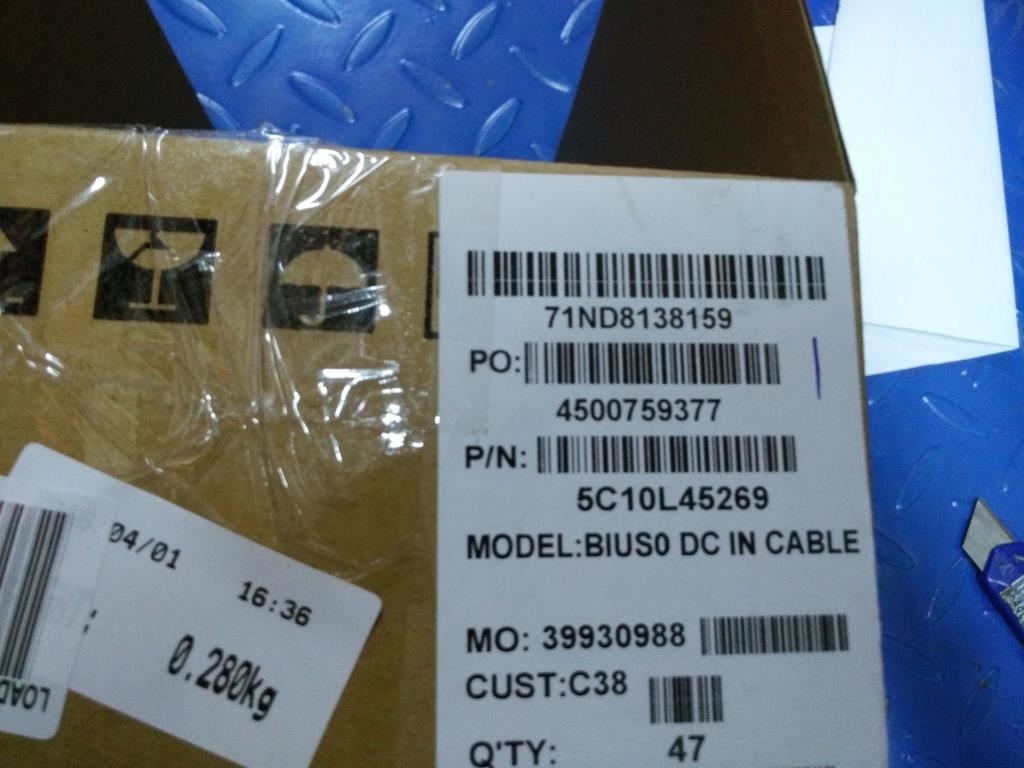 71ND8138159
PO:
4500759377
P/N:
5C10L45269
MODEL:BIUS0 DC IN CABLE
MO: 39930988
CUST:C38
Q'TY: 47
04/01
16:36
0.280kg
LOAD